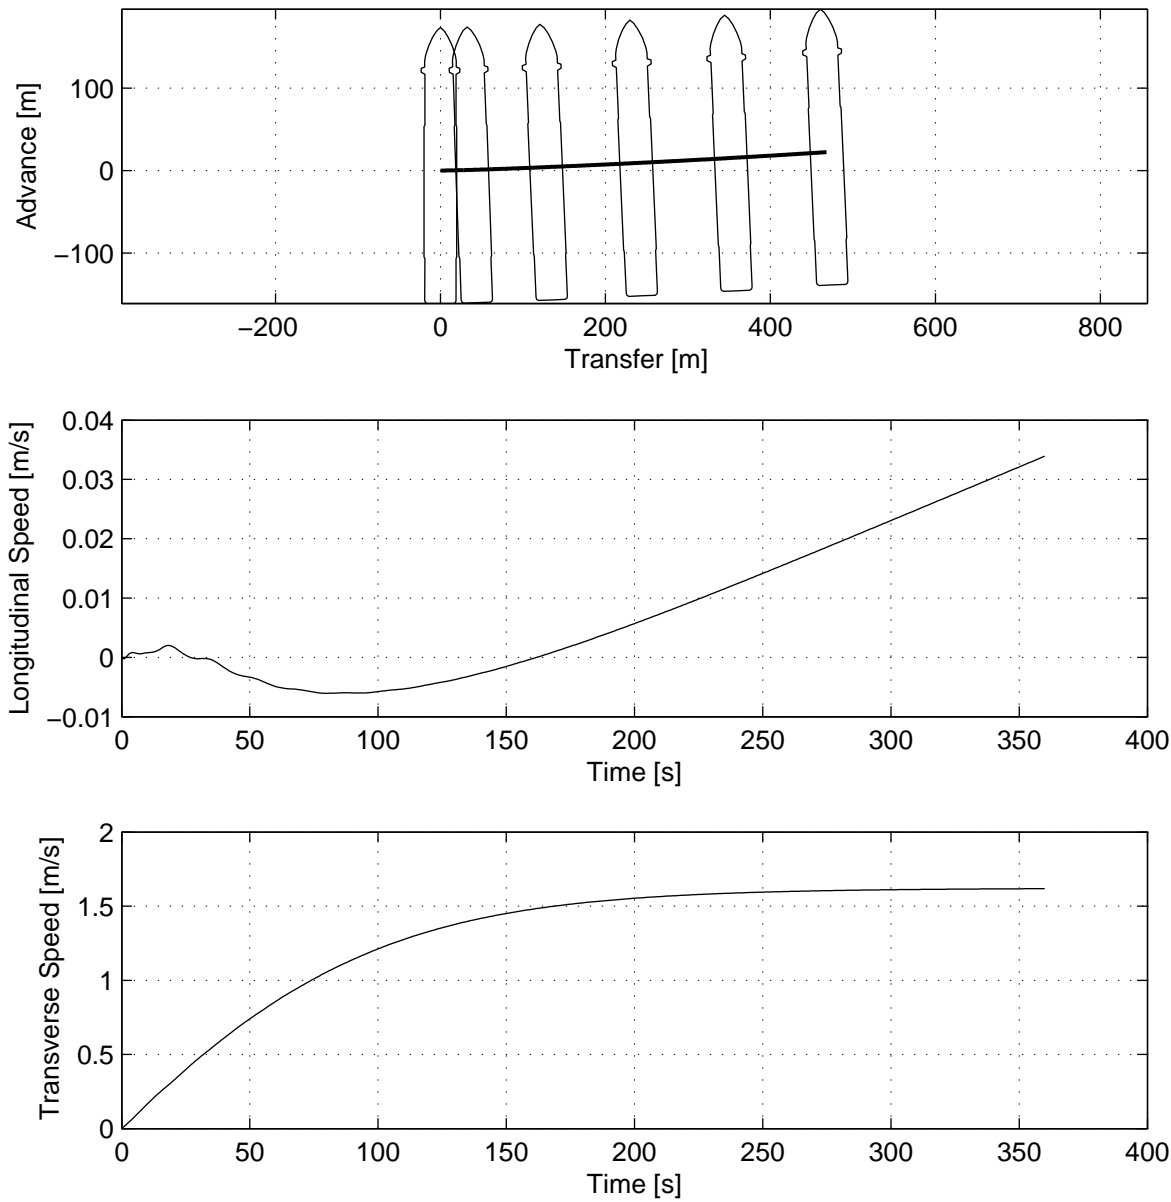 Advance [m]
100
0
−100
−200 0 200 400 600 800
Transfer [m]
Longitudinal Speed [m/s]
0.04
0.03
0.02
0.01
0
−0.01
0 50 100 150 200 250 300 350 400
Time [s]
Transverse Speed [m/s]
2
1.5
1
0.5
0
0 50 100 150 200 250 300 350 400
Time [s]